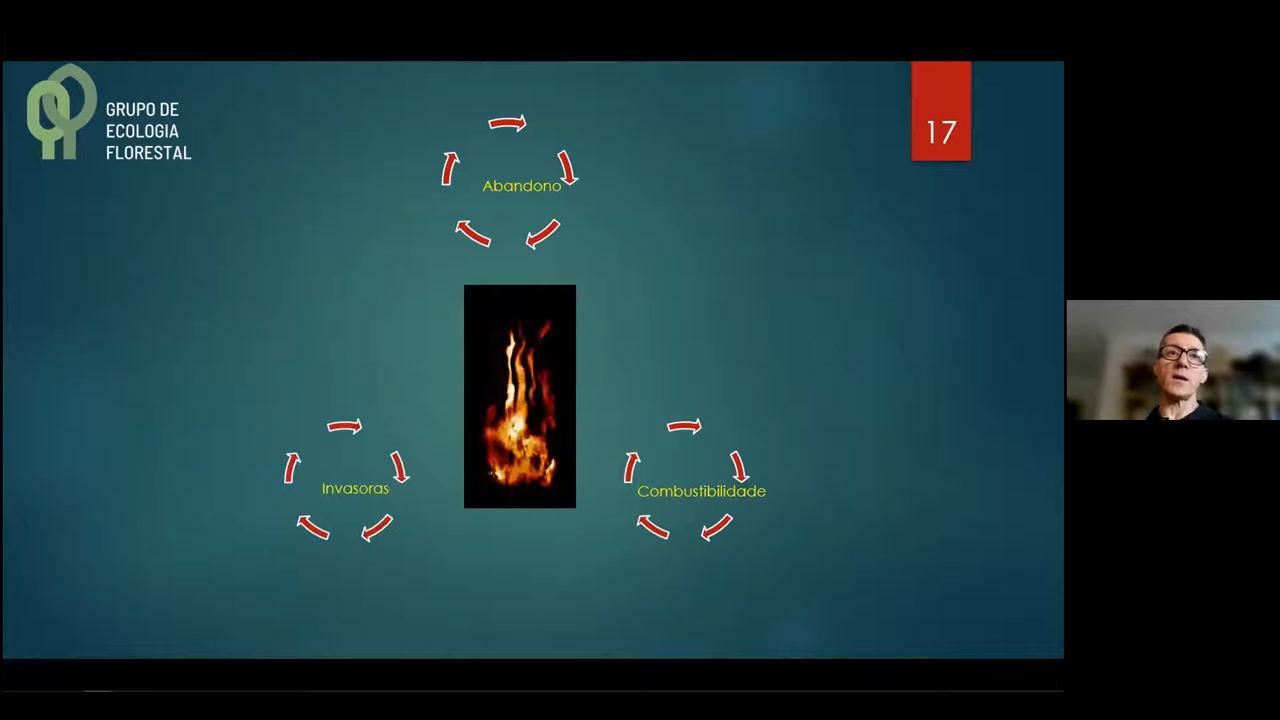 GRUPO DE
ECOLOGIA
FLORESTAL
17
Abandono
Invasoras
Combustibilidade